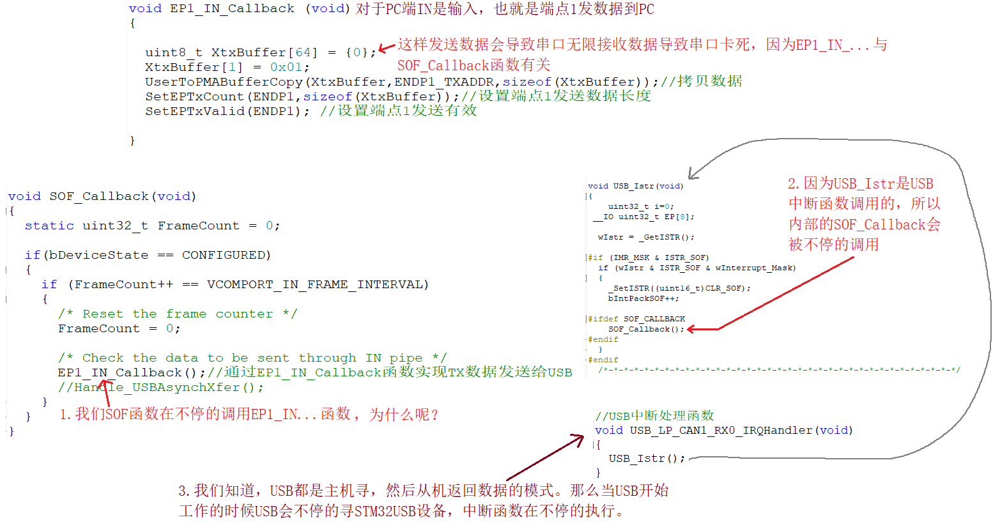 void EP1_IN_Callback (void) 对于PC端IN是输入，也就是端点1发数据到PC
{
uint8_t XtxBuffer[64] = {0};
这样发送数据会导致串口无限接收数据导致串口卡死，因为EP1_IN_...与
SOF_Callback函数有关
XtxBuffer[1] = 0x01;
UserToPMABufferCopy(XtxBuffer,ENDP1_TXADDR,sizeof(XtxBuffer));//拷贝数据
SetEPTxCount(ENDP1,sizeof(XtxBuffer));//设置端点1发送数据长度
SetEPTxValid(ENDP1); //设置端点1发送有效
}
void SOF_Callback(void)
{
static uint32_t FrameCount = 0;
if(bDeviceState == CONFIGURED)
{
if (FrameCount++ == VCOMPORT_IN_FRAME_INTERVAL)
{
/* Reset the frame counter */
FrameCount = 0;
/* Check the data to be sent through IN pipe */
EP1_IN_Callback();//通过EP1_IN_Callback函数实现TX数据发送给USB
//Handle_USBAsynchXfer();
}
}
}
1.我们SOF函数在不停的调用EP1_IN...函数，为什么呢?
void USB_Istr(void)
{
uint32_t i=0;
__IO uint32_t EP[8];
wIstr = _GetISTR();
#if (IMR_MSK & ISTR_SOF)
if (wIstr & ISTR_SOF & wInterrupt_Mask)
{
_SetISTR((uint16_t)CLR_SOF);
bIntPackSOF++;
#ifdef SOF_CALLBACK
SOF_Callback();
#endif
}
#endif
/*-*-*-*-*-*-*-*-*-*-*-*-*-*-*-*-*-*-*-*-*-*-*-*-*-*-*-*-*-*-*-*-*-*-*-*/
2.因为USB_Istr是USB
中断函数调用的，所以
内部的SOF_Callback会
被不停的调用
//USB中断处理函数
void USB_LP_CAN1_RX0_IRQHandler(void)
{
USB_Istr();
}
3.我们知道，USB都是主机寻，然后从机返回数据的模式。那么当USB开始
工作的时候USB会不停的寻STM32USB设备，中断函数在不停的执行。